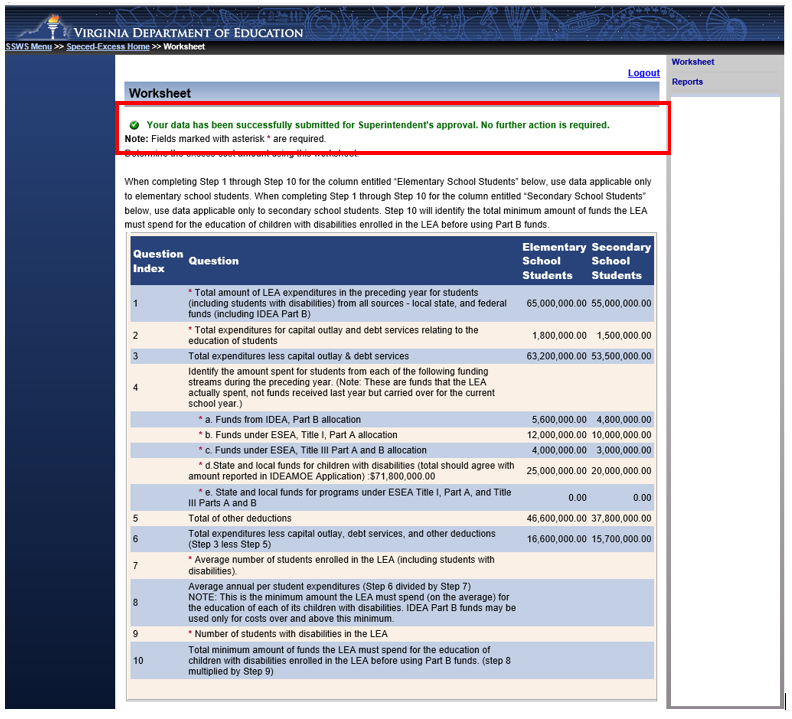 VIRGINIA DEPARTMENT OF EDUCATION
SSWS Menu >> Speced-Excess Home >> Worksheet
Worksheet
Reports
Logout
Worksheet
Your data has been successfully submitted for Superintendent's approval. No further action is required.
Note: Fields marked with asterisk * are required.
Determine the excess cost amount using this worksheet.
When completing Step 1 through Step 10 for the column entitled “Elementary School Students” below, use data applicable only
to elementary school students. When completing Step 1 through Step 10 for the column entitled “Secondary School Students”
below, use data applicable only to secondary school students. Step 10 will identify the total minimum amount of funds the LEA
must spend for the education of children with disabilities enrolled in the LEA before using Part B funds.
Question Index Question Elementary School Students Secondary School Students
1 * Total amount of LEA expenditures in the preceding year for students
(including students with disabilities) from all sources - local state, and federal 65,000,000.00 55,000,000.00
funds (including IDEA Part B)
2 * Total expenditures for capital outlay and debt services relating to the
education of students 1,800,000.00 1,500,000.00
3 Total expenditures less capital outlay & debt services 63,200,000.00 53,500,000.00
4 Identify the amount spent for students from each of the following funding
streams during the preceding year. (Note: These are funds that the LEA
actually spent, not funds received last year but carried over for the current
school year.)
* a. Funds from IDEA, Part B allocation 5,600,000.00 4,800,000.00
* b. Funds under ESEA, Title I, Part A allocation 12,000,000.00 10,000,000.00
* c. Funds under ESEA, Title III Part A and B allocation 4,000,000.00 3,000,000.00
* d.State and local funds for children with disabilities (total should agree with
amount reported in IDEAMOE Application) :$71,800,000.00 25,000,000.00 20,000,000.00
* e. State and local funds for programs under ESEA Title I, Part A, and Title
III Parts A and B 0.00 0.00
5 Total of other deductions 46,600,000.00 37,800,000.00
6 Total expenditures less capital outlay, debt services, and other deductions
(Step 3 less Step 5) 16,600,000.00 15,700,000.00
7 * Average number of students enrolled in the LEA (including students with
disabilities).
8 Average annual per student expenditures (Step 6 divided by Step 7)
NOTE: This is the minimum amount the LEA must spend (on the average) for
the education of each of its children with disabilities. IDEA Part B funds may be
used only for costs over and above this minimum.
9 * Number of students with disabilities in the LEA
10 Total minimum amount of funds the LEA must spend for the education of
children with disabilities enrolled in the LEA before using Part B funds. (step 8
multiplied by Step 9)